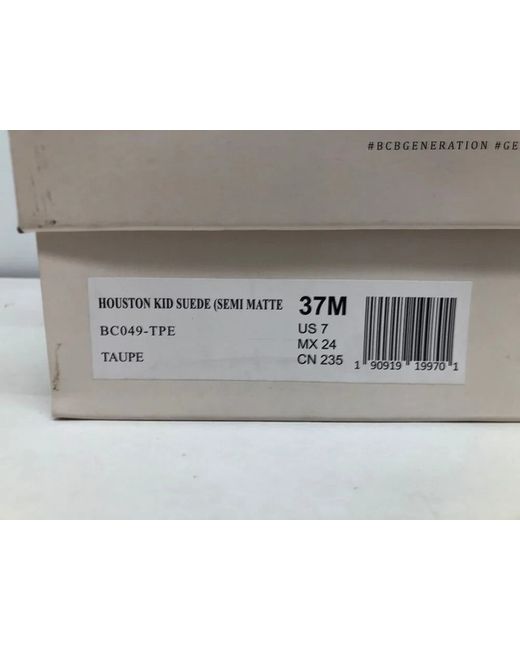 #BCBGENERATION #GE
HOUSTON KID SUEDE (SEMI MATTE
BC049-TPE
TAUPE
37M
US 7
MX 24
CN 235
1 90919 19970 1